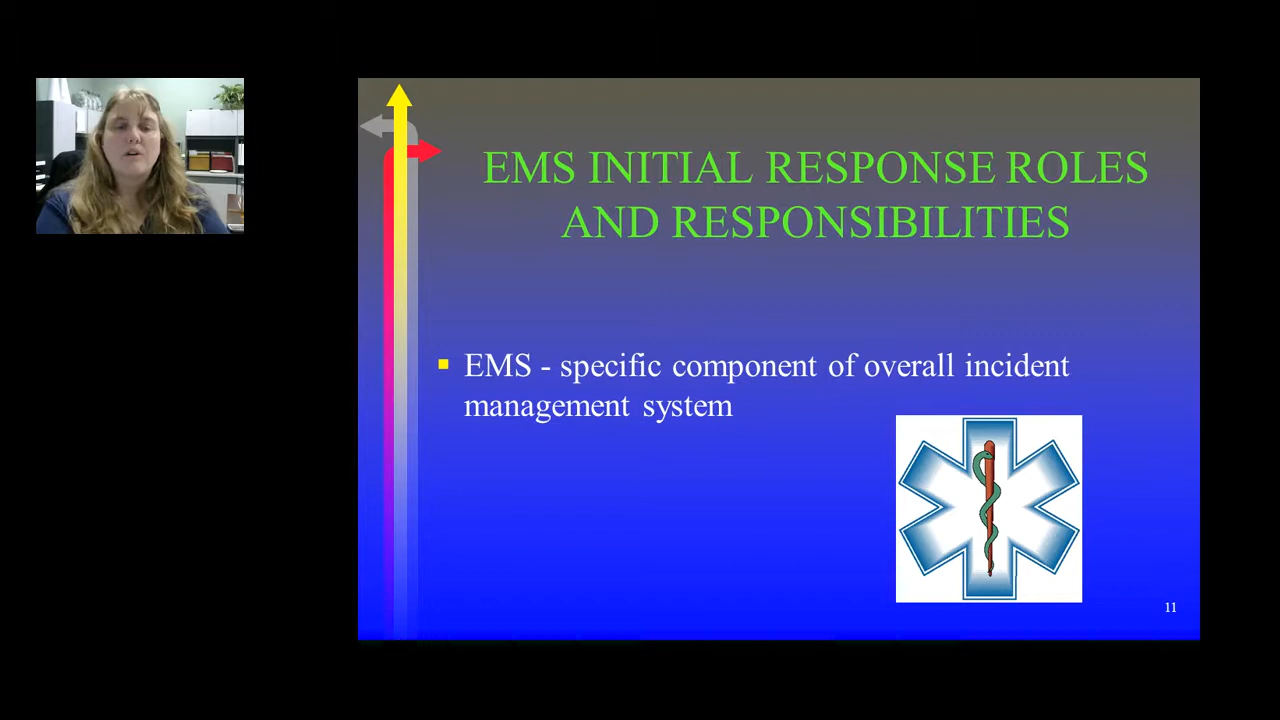 EMS INITIAL RESPONSE ROLES
AND RESPONSIBILITIES
EMS - specific component of overall incident
management system
11